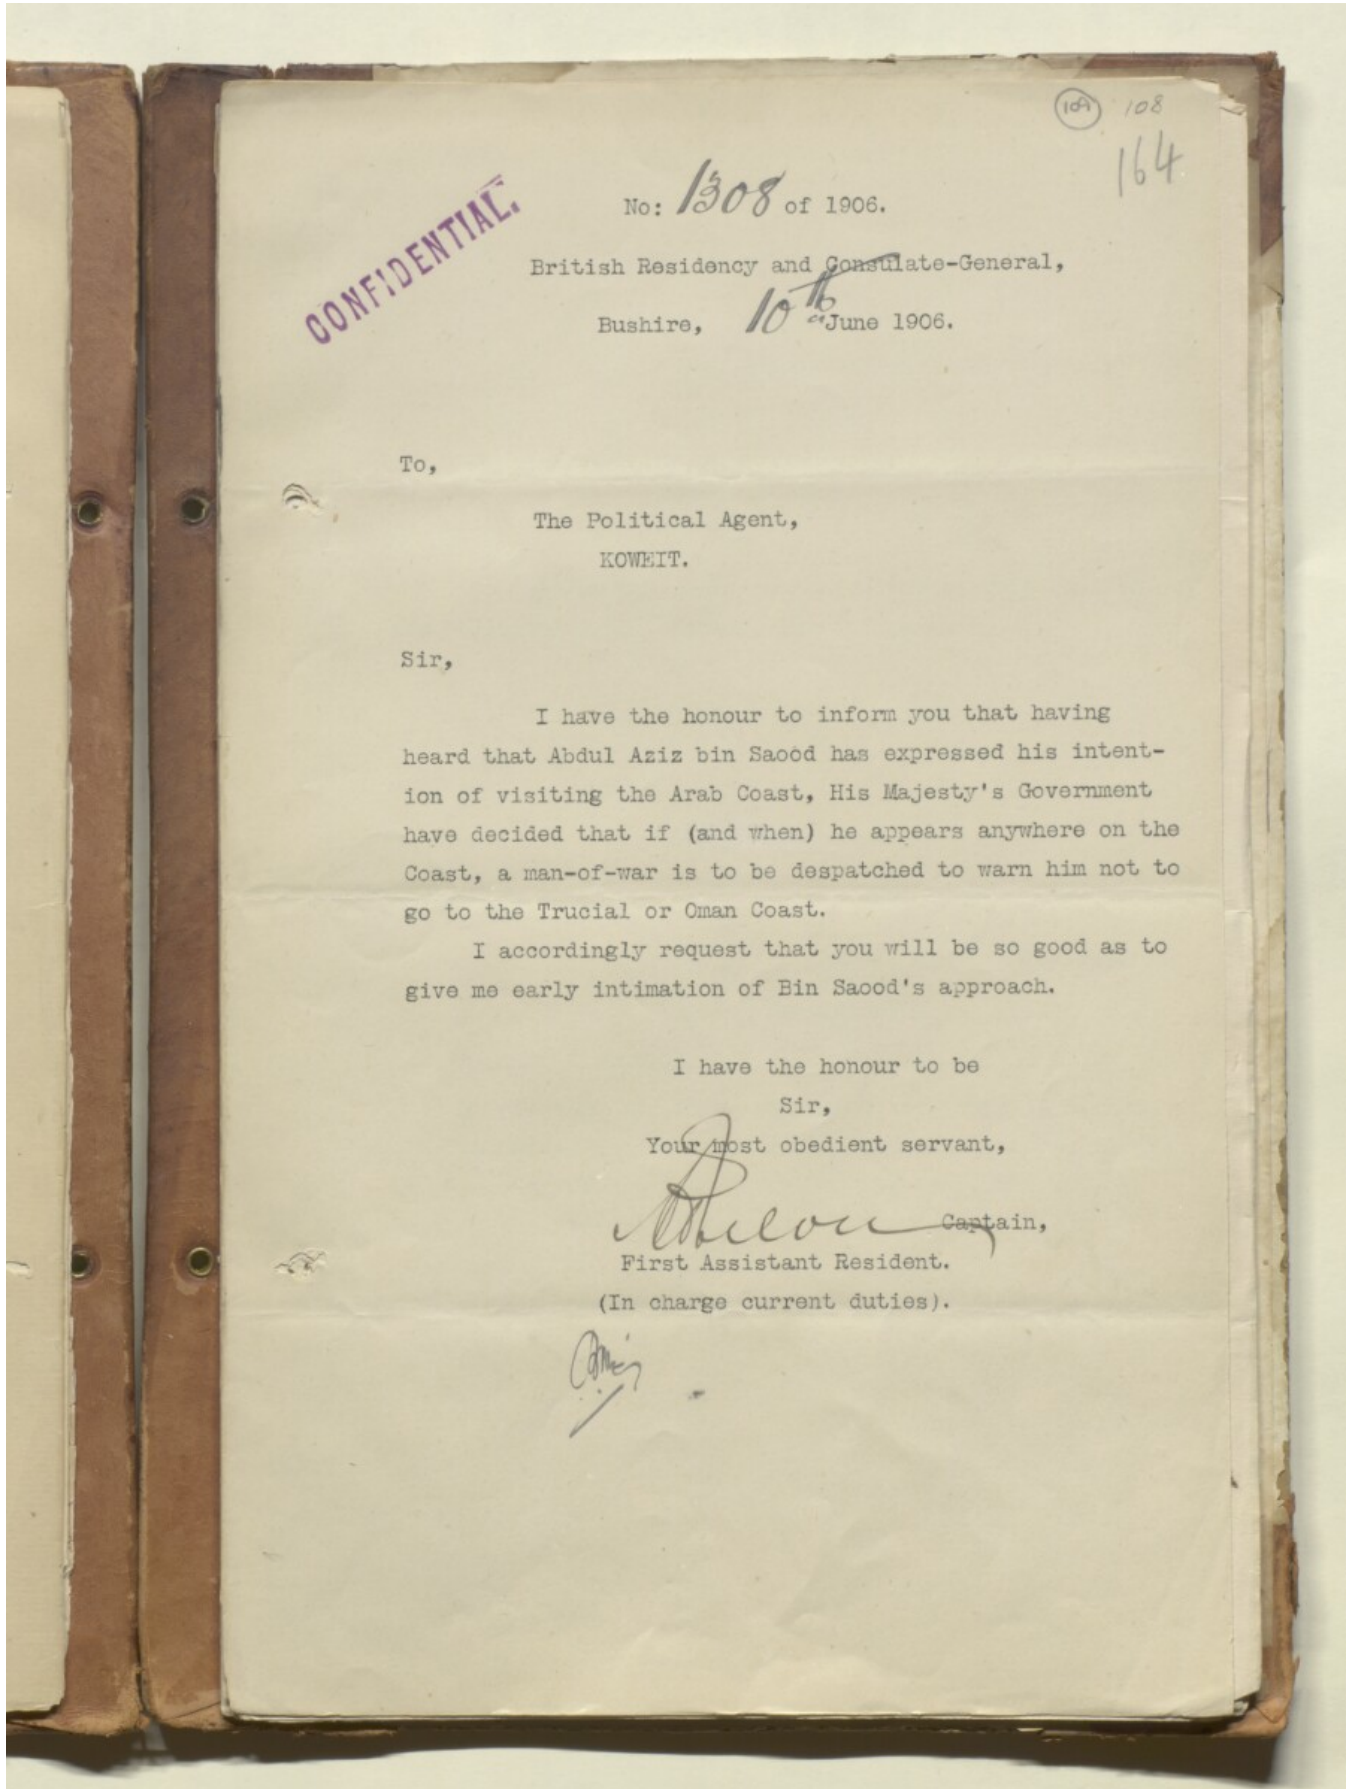 109 108
164
CONFIDENTIAL.
No: 1308 of 1906.
British Residency and Consulate-General,
Bushire, 10th June 1906.
To,
The Political Agent,
KOWEIT.
Sir,
I have the honour to inform you that having
heard that Abdul Aziz bin Saood has expressed his intent-
ion of visiting the Arab Coast, His Majesty's Government
have decided that if (and when) he appears anywhere on the
Coast, a man-of-war is to be despatched to warn him not to
go to the Trucial or Oman Coast.
I accordingly request that you will be so good as to
give me early intimation of Bin Saood's approach.
I have the honour to be
Sir,
Your most obedient servant,
Captain,
First Assistant Resident.
(In charge current duties).